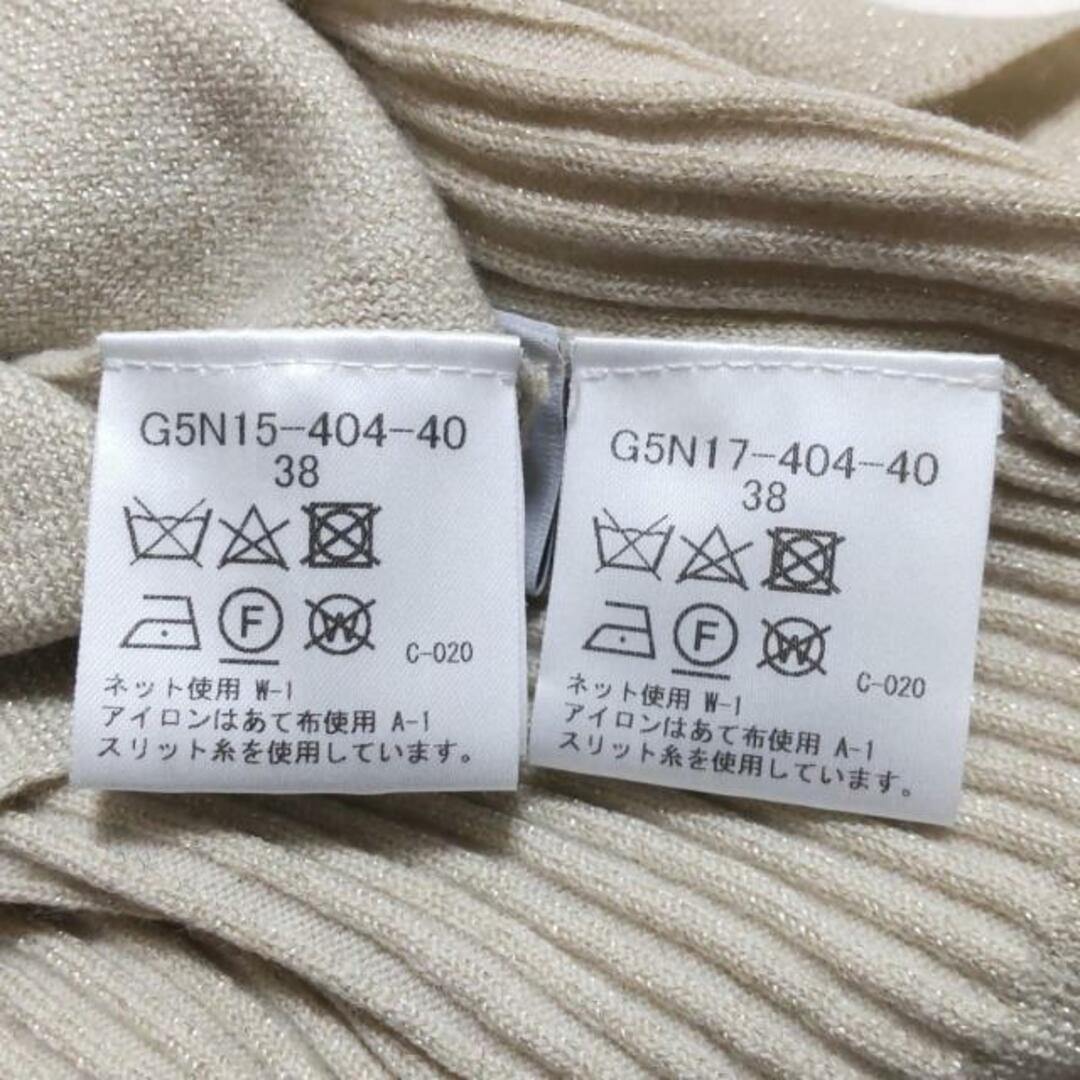 G5N15-404-40
38
F W
C-020
ネット使用 W-1
アイロンはあて布使用 A-1
スリット糸を使用しています。
G5N17-404-40
38
F W
C-020
ネット使用 W-1
アイロンはあて布使用 A-1
スリット糸を使用しています。